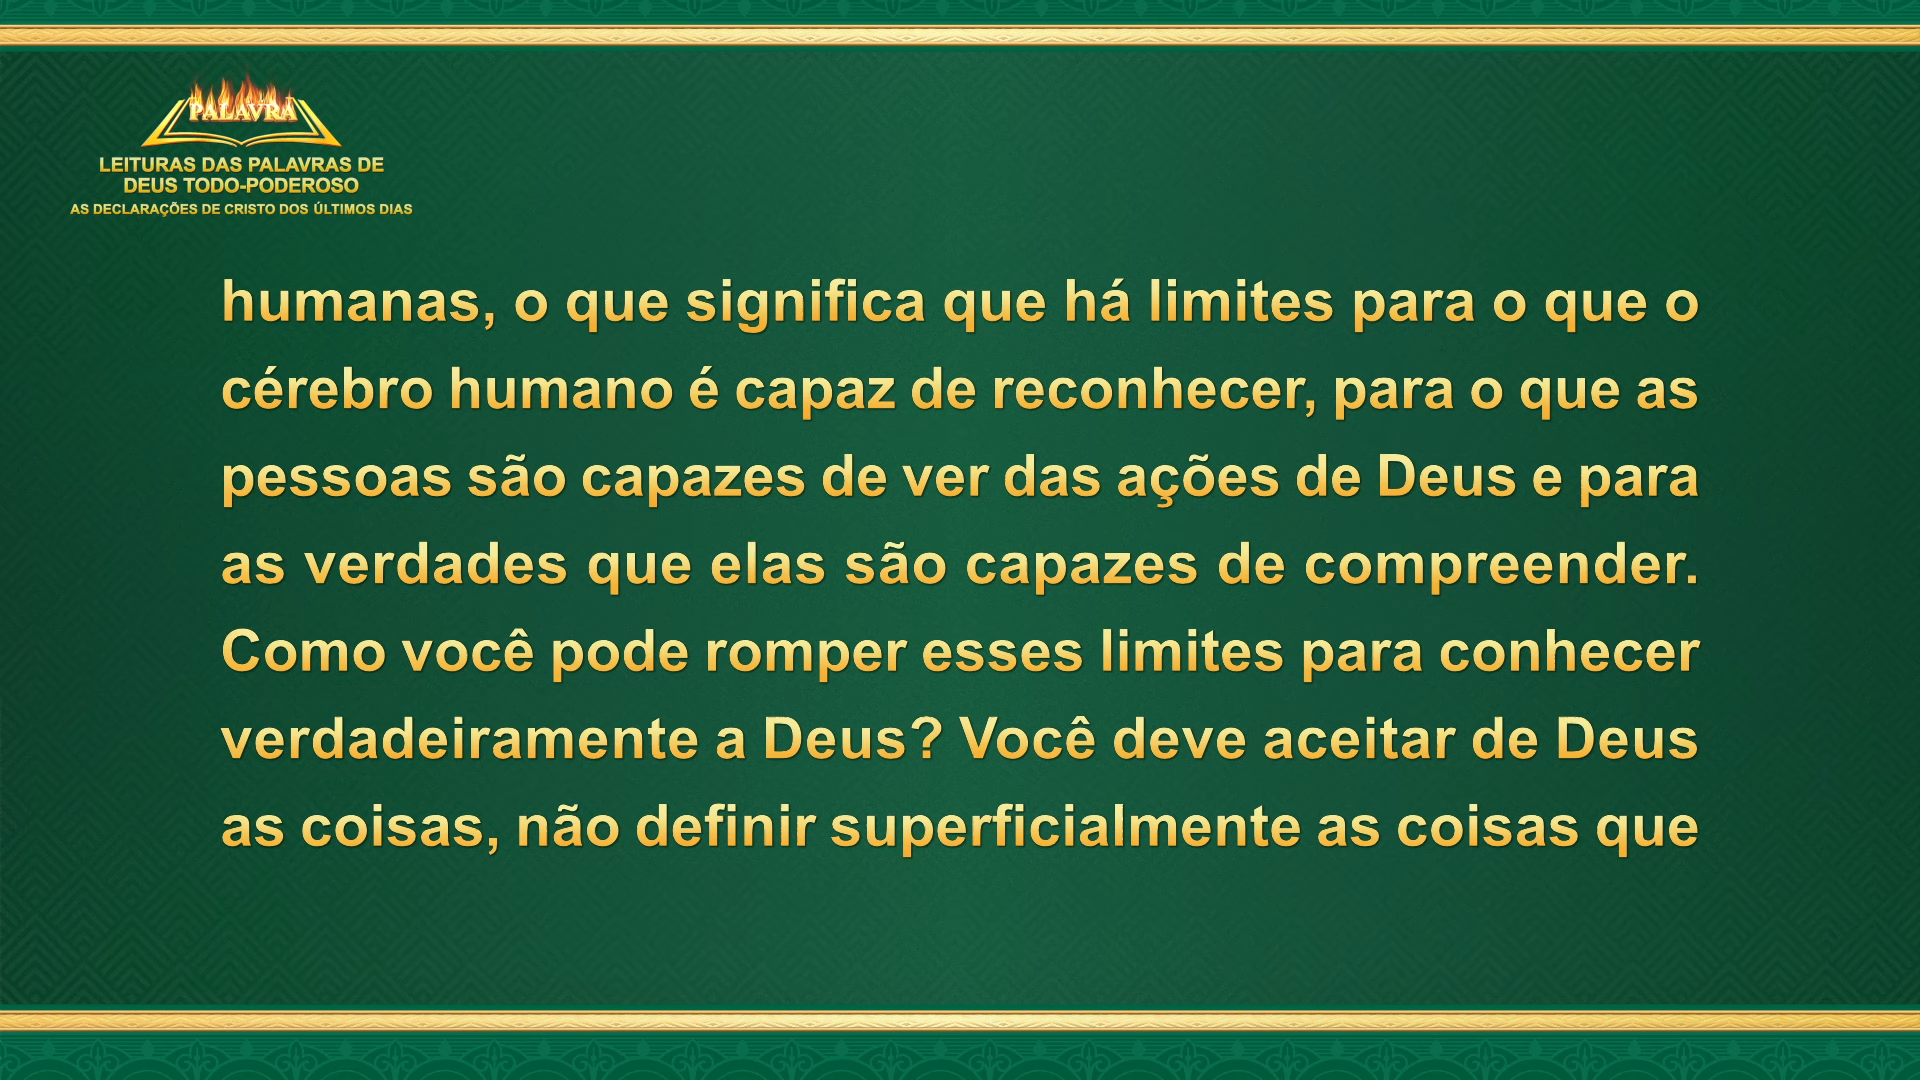 PALAVRA
LEITURAS DAS PALAVRAS DE
DEUS TODO-PODEROSO
AS DECLARAÇÕES DE CRISTO DOS ÚLTIMOS DIAS
humanas, o que significa que há limites para o que o
cérebro humano é capaz de reconhecer, para o que as
pessoas são capazes de ver das ações de Deus e para
as verdades que elas são capazes de compreender.
Como você pode romper esses limites para conhecer
verdadeiramente a Deus? Você deve aceitar de Deus
as coisas, não definir superficialmente as coisas que